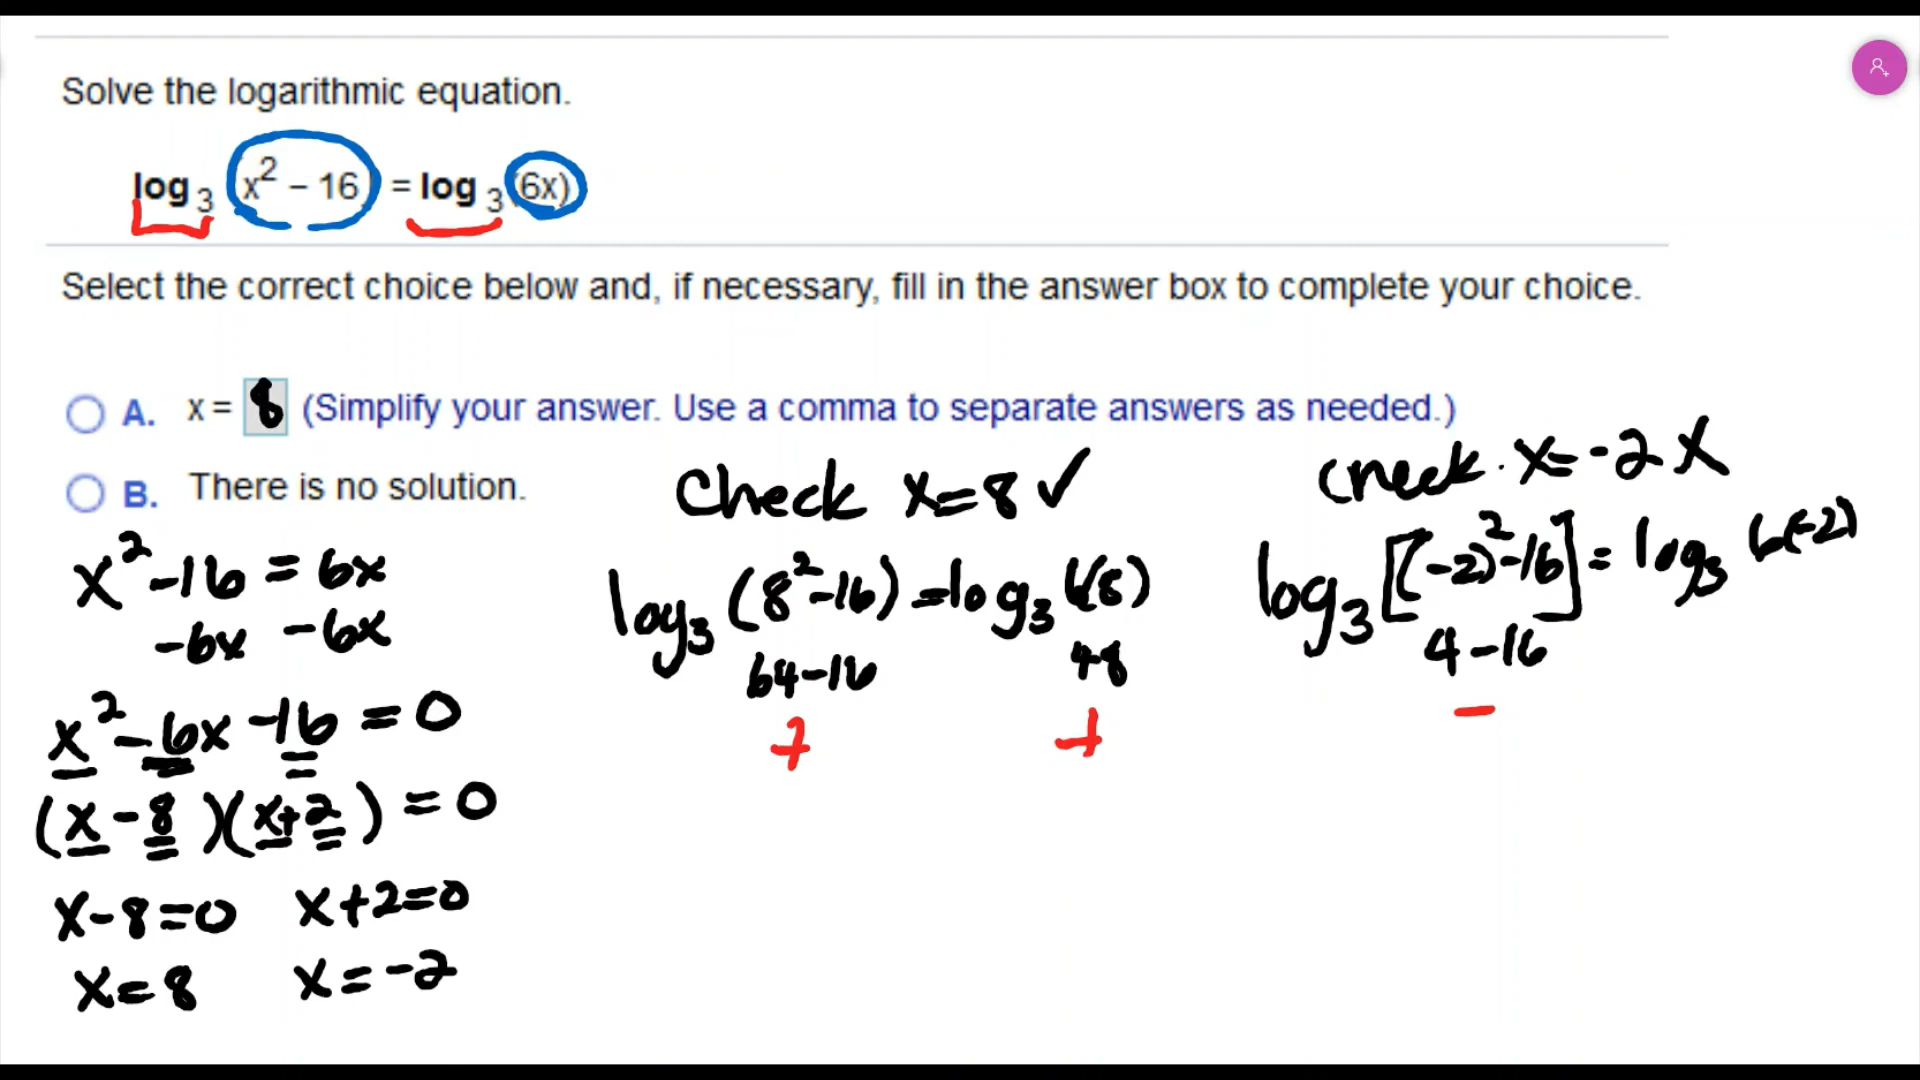 Solve the logarithmic equation.
log₃ (x² − 16) = log₃ (6x)
Select the correct choice below and, if necessary, fill in the answer box to complete your choice.
A. x = 8 (Simplify your answer. Use a comma to separate answers as needed.)
B. There is no solution.
x² - 16 = 6x
-6x -6x
x² - 6x - 16 = 0
(x - 8)(x + 2) = 0
x - 8 = 0 x + 2 = 0
x = 8 x = -2
Check x = 8 ✓
log₃ (8² - 16) = log₃ 6(8)
64 - 16 48
+ +
Check x = -2 X
log₃ [(-2)² - 16] = log₃ 6(-2)
4 - 16
-